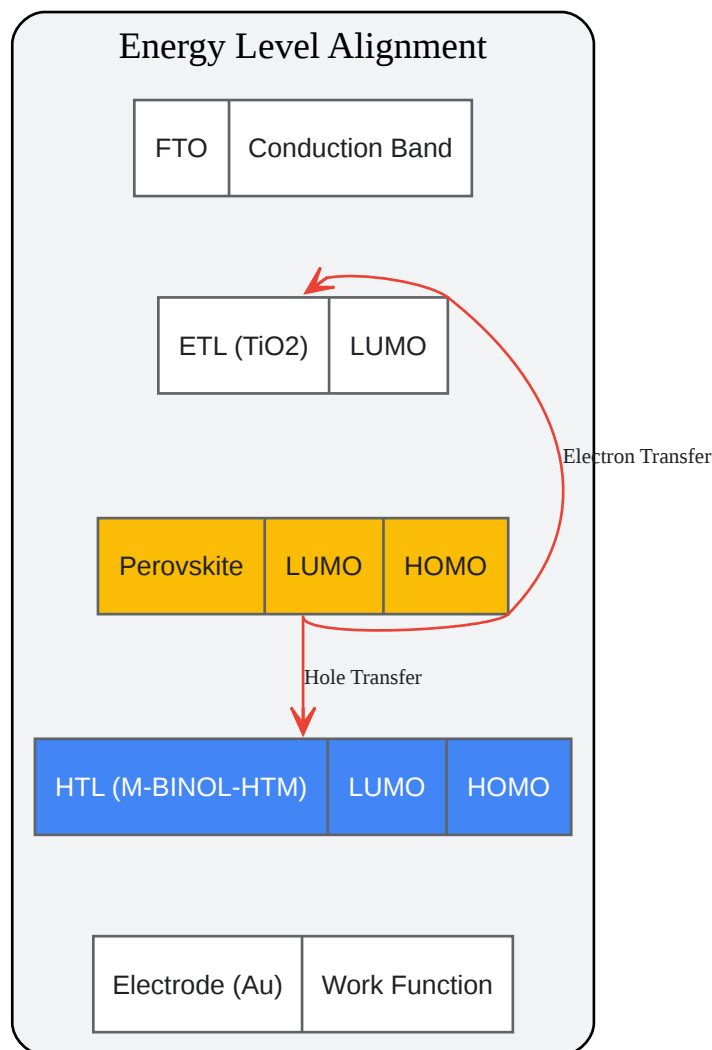 Energy Level Alignment
FTO Conduction Band
ETL (TiO2) LUMO
Electron Transfer
Perovskite LUMO HOMO
Hole Transfer
HTL (M-BINOL-HTM) LUMO HOMO
Electrode (Au) Work Function